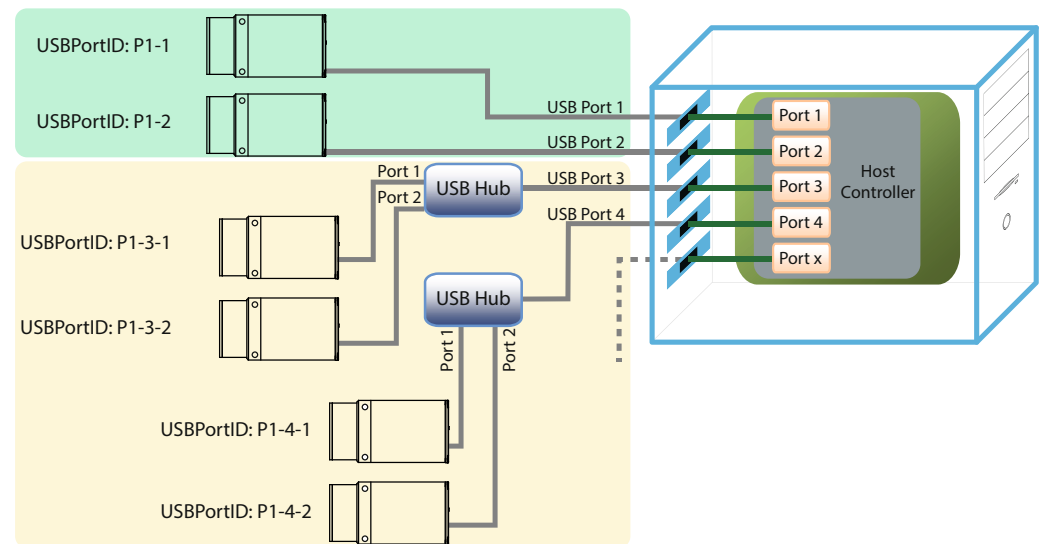 USBPortID: P1-1
USBPortID: P1-2
USB Port 1
USB Port 2
Port 1
Port 2
USB Hub
USB Port 3
USB Port 4
USBPortID: P1-3-1
USBPortID: P1-3-2
USB Hub
Port 1
Port 2
USBPortID: P1-4-1
USBPortID: P1-4-2
Port 1
Port 2
Port 3
Port 4
Port x
Host
Controller